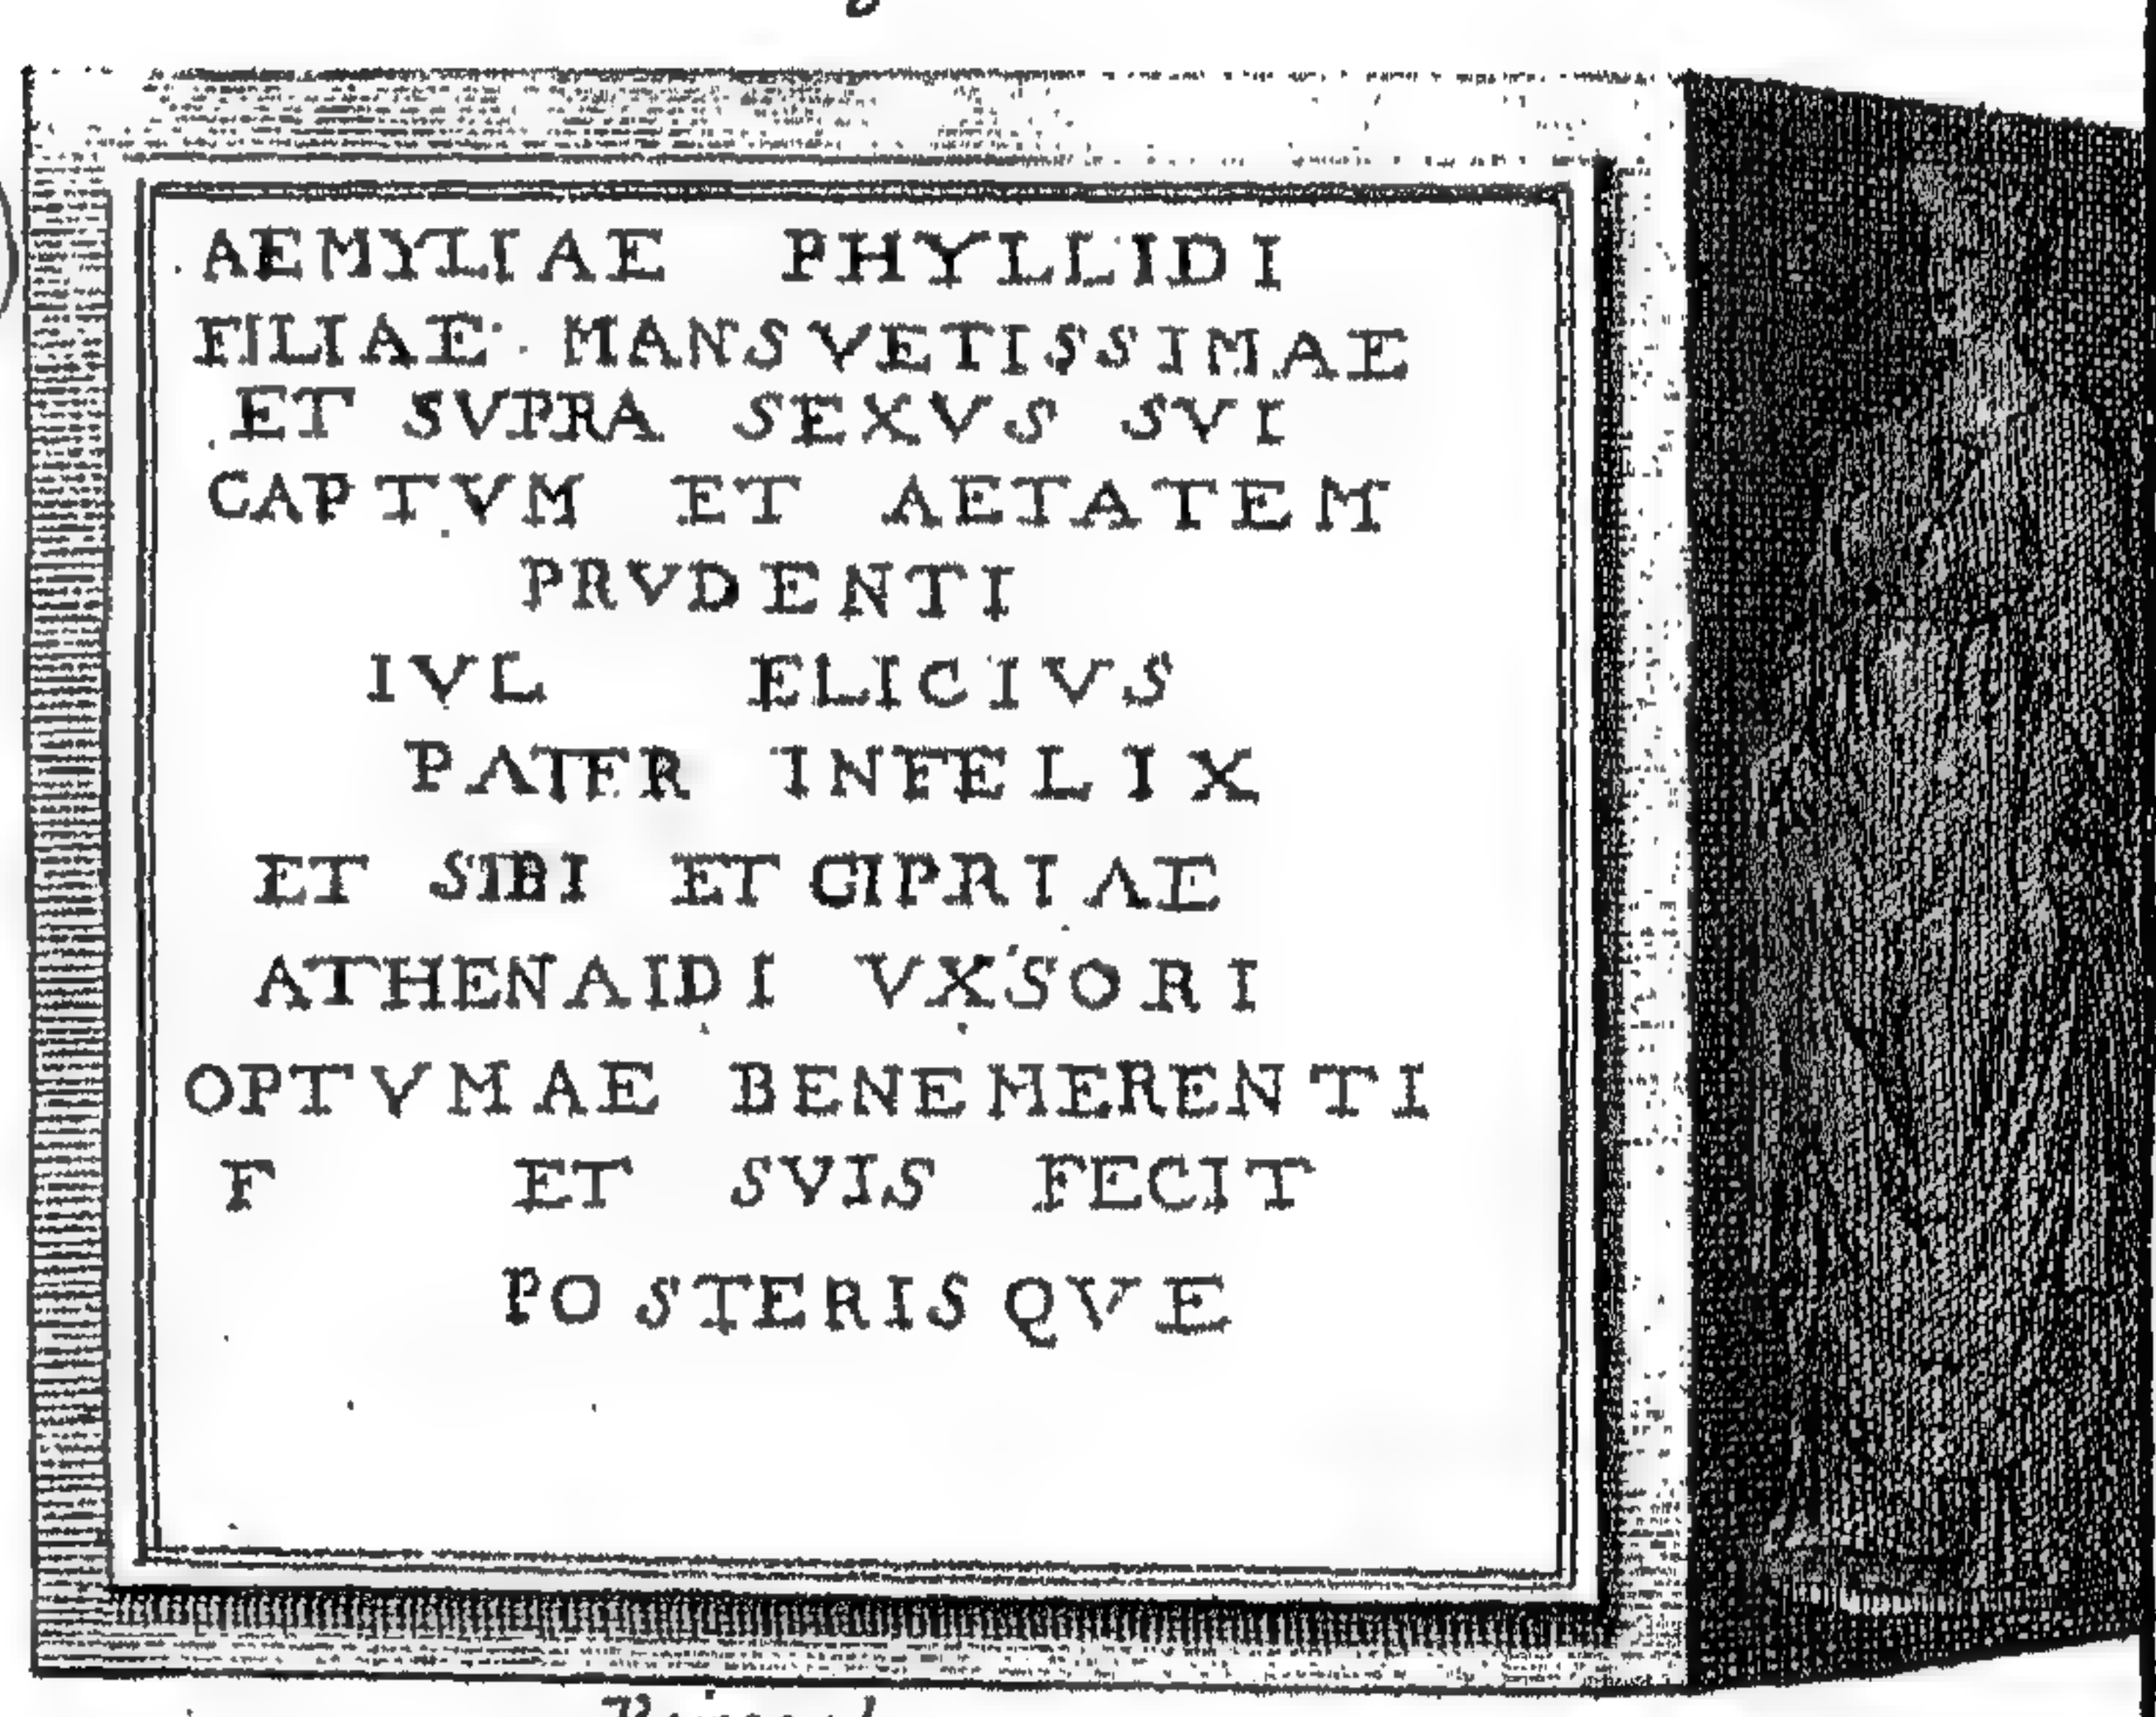 AEMYLIAE PHYLLIDI
FILIAE MANSVETISSIMAE
ET SVPRA SEXVS SVI
CAPTVM ET AETATEM
PRVDENTI
IVL ELICIVS
PATER INFELIX
ET SIBI ET CIPRIAE
ATHENAIDI VXSORI
OPTVMAE BENEMERENTI
F ET SVIS FECIT
POSTERISQVE